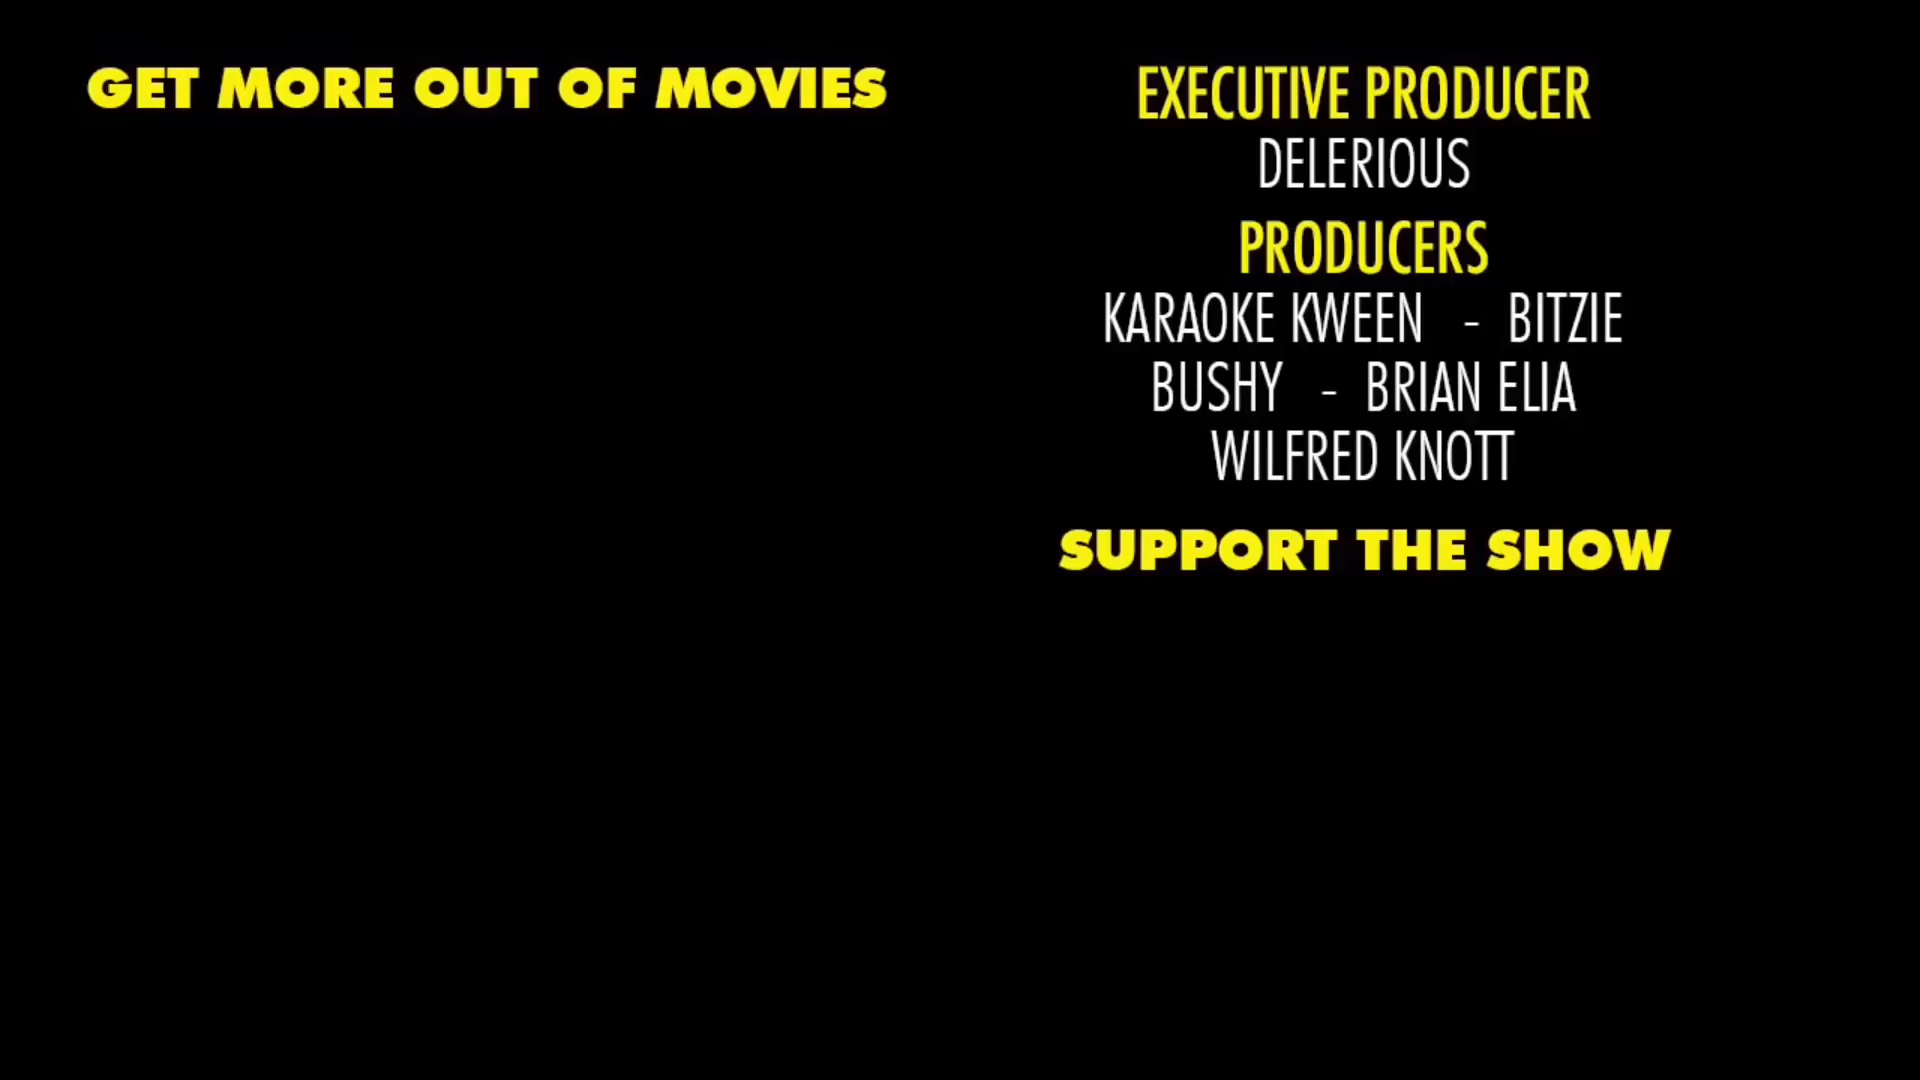 GET MORE OUT OF MOVIES
EXECUTIVE PRODUCER
DELERIOUS
PRODUCERS
KARAOKE KWEEN - BITZIE
BUSHY - BRIAN ELIA
WILFRED KNOTT
SUPPORT THE SHOW